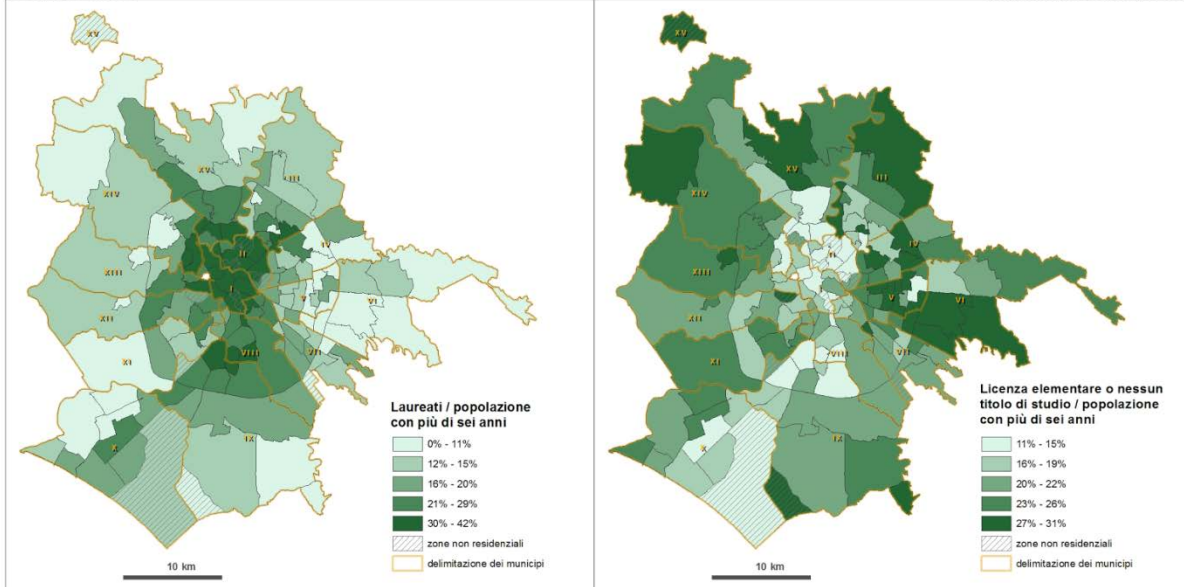 XV
XV
III
XIV
IV
II
XIII
I
V
VI
XII
VIII
VII
XI
X
IX
Laureati / popolazione
con più di sei anni
0% - 11%
12% - 15%
16% - 20%
21% - 29%
30% - 42%
zone non residenziali
delimitazione dei municipi
10 km
XV
XV
III
XIV
IV
II
XIII
V
VI
XII
VIII
VII
XI
X
IX
Licenza elementare o nessun
titolo di studio / popolazione
con più di sei anni
11% - 15%
16% - 19%
20% - 22%
23% - 26%
27% - 31%
zone non residenziali
delimitazione dei municipi
10 km